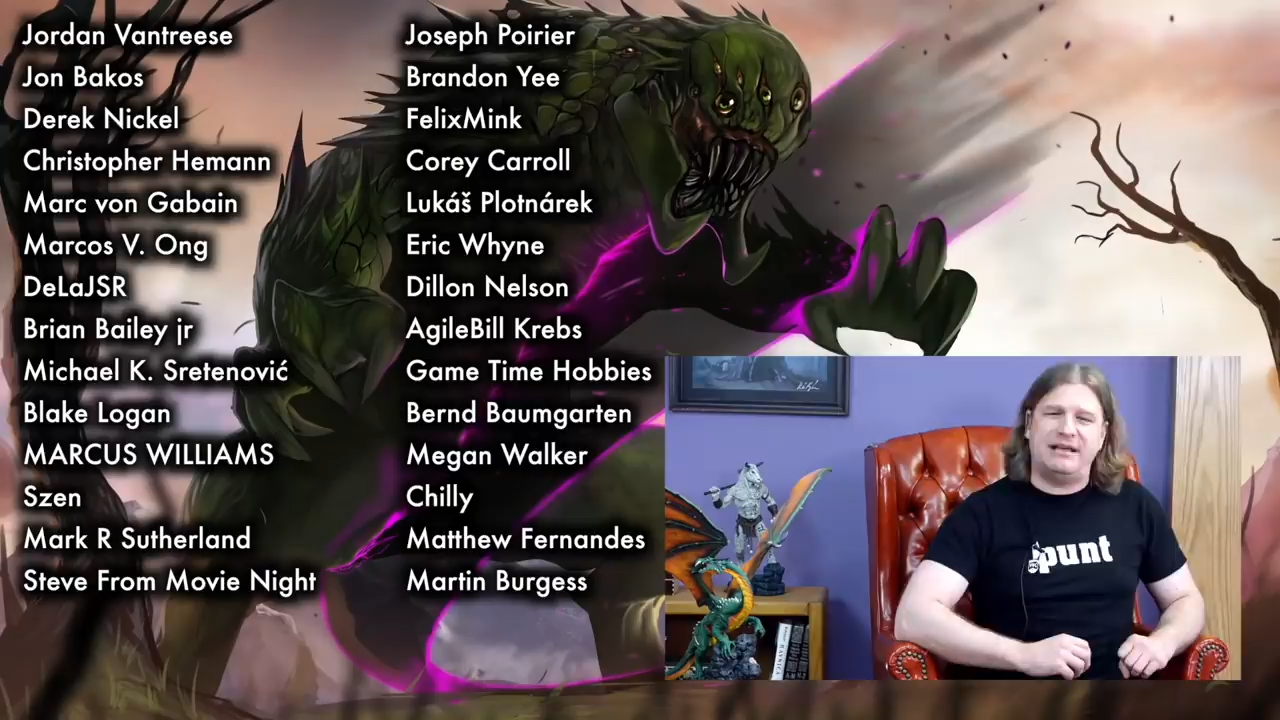 Jordan Vantreese
Jon Bakos
Derek Nickel
Christopher Hemann
Marc von Gabain
Marcos V. Ong
DeLaJSR
Brian Bailey jr
Michael K. Sretenović
Blake Logan
MARCUS WILLIAMS
Szen
Mark R Sutherland
Steve From Movie Night
Joseph Poirier
Brandon Yee
FelixMink
Corey Carroll
Lukáš Plotnárek
Eric Whyne
Dillon Nelson
AgileBill Krebs
Game Time Hobbies
Bernd Baumgarten
Megan Walker
Chilly
Matthew Fernandes
Martin Burgess
punt
RAVNICA